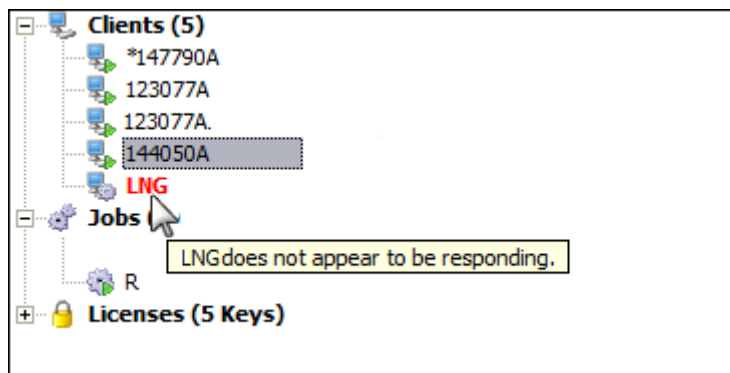 Clients (5)
*147790A
123077A
123077A.
144050A
LNG
Jobs (
LNGdoes not appear to be responding.
R
Licenses (5 Keys)